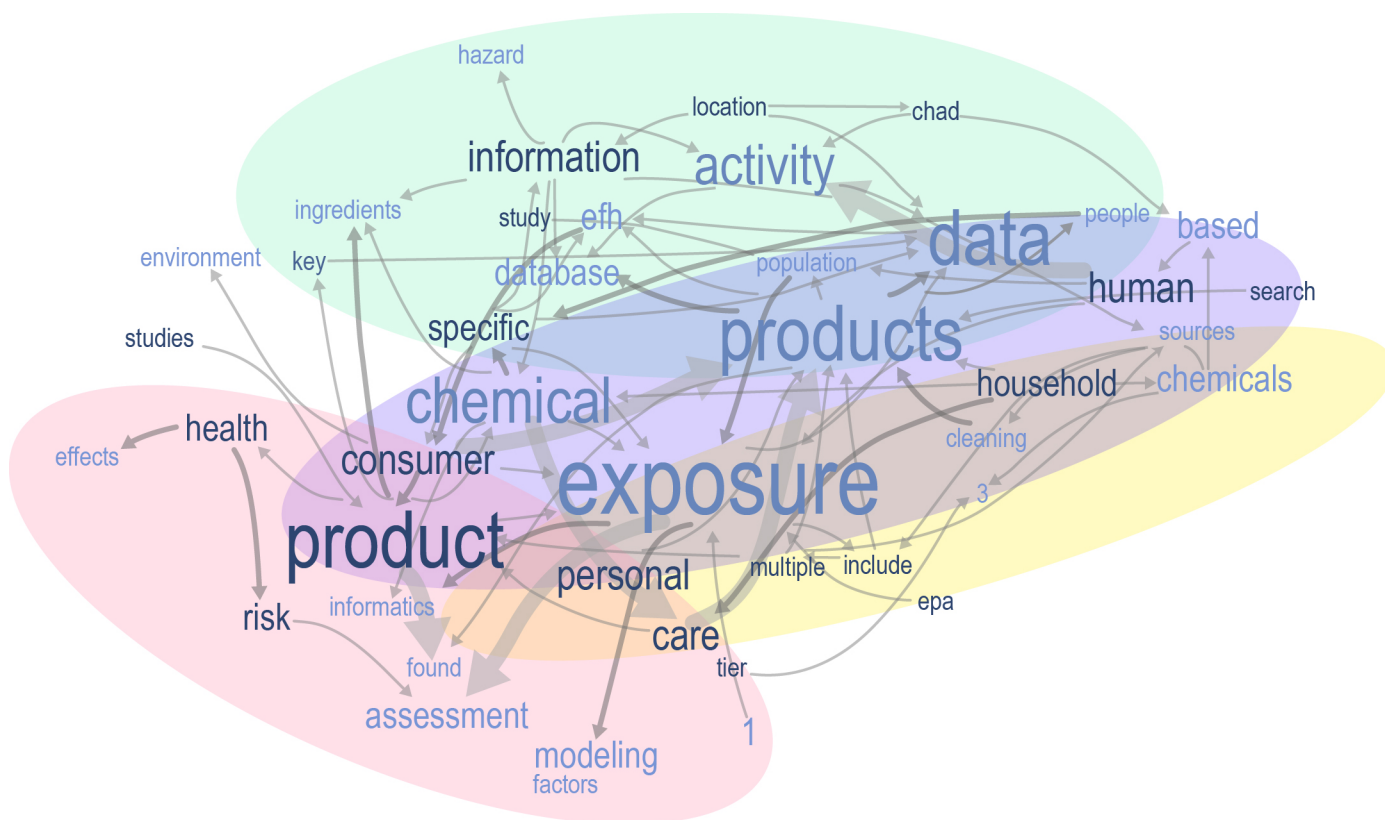 hazard
location
chad
information
activity
ingredients
study
efh
people
based
data
environment
key
database
population
human
search
specific
products
sources
studies
chemical
household
chemicals
health
cleaning
effects
consumer
exposure
3
product
personal
multiple
include
informatics
epa
risk
care
found
tier
assessment
1
modeling
factors